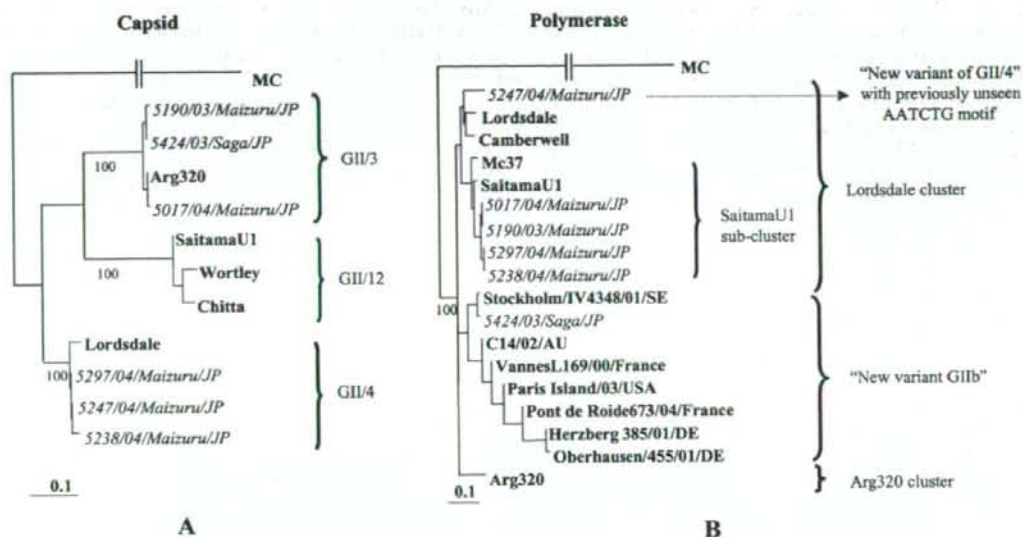 Capsid
MC
5190/03/Maizuru/JP
5424/03/Saga/JP
100
Arg320
5017/04/Maizuru/JP
GII/3
SaitamaU1
Wortley
100
Chitta
GII/12
Lordsdale
100
5297/04/Maizuru/JP
5247/04/Maizuru/JP
5238/04/Maizuru/JP
GII/4
0.1
A
Polymerase
MC
5247/04/Maizuru/JP
"New variant of GII/4"
with previously unseen
AATCTG motif
Lordsdale
Camberwell
Mc37
SaitamaU1
5017/04/Maizuru/JP
5190/03/Maizuru/JP
5297/04/Maizuru/JP
5238/04/Maizuru/JP
SaitamaU1
sub-cluster
Lordsdale cluster
100
Stockholm/IV4348/01/SE
5424/03/Saga/JP
C14/02/AU
VannesL169/00/France
Paris Island/03/USA
Pont de Roide673/04/France
Herzberg 385/01/DE
Oberhausen/455/01/DE
"New variant GIIb"
Arg320
Arg320 cluster
0.1
B